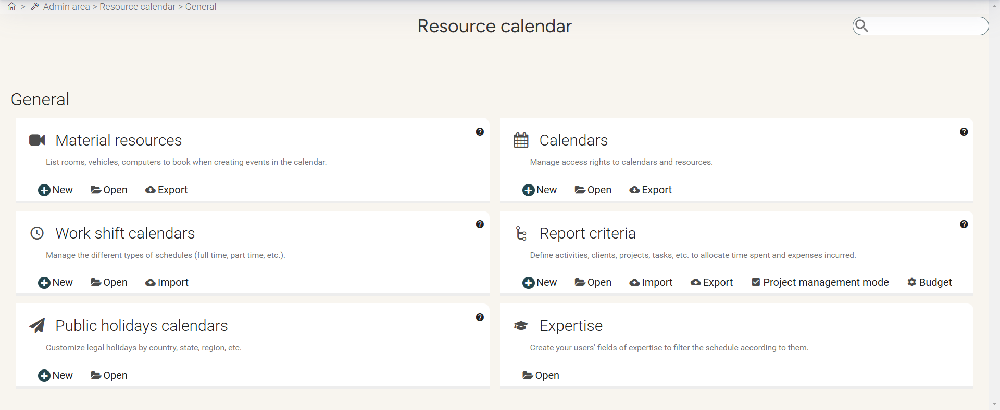 > Admin area > Resource calendar > General
Resource calendar
General
Material resources
List rooms, vehicles, computers to book when creating events in the calendar.
New Open Export
Calendars
Manage access rights to calendars and resources.
New Open Export
Work shift calendars
Manage the different types of schedules (full time, part time, etc.).
New Open Import
Report criteria
Define activities, clients, projects, tasks, etc. to allocate time spent and expenses incurred.
New Open Import Export Project management mode Budget
Public holidays calendars
Customize legal holidays by country, state, region, etc.
New Open
Expertise
Create your users' fields of expertise to filter the schedule according to them.
Open